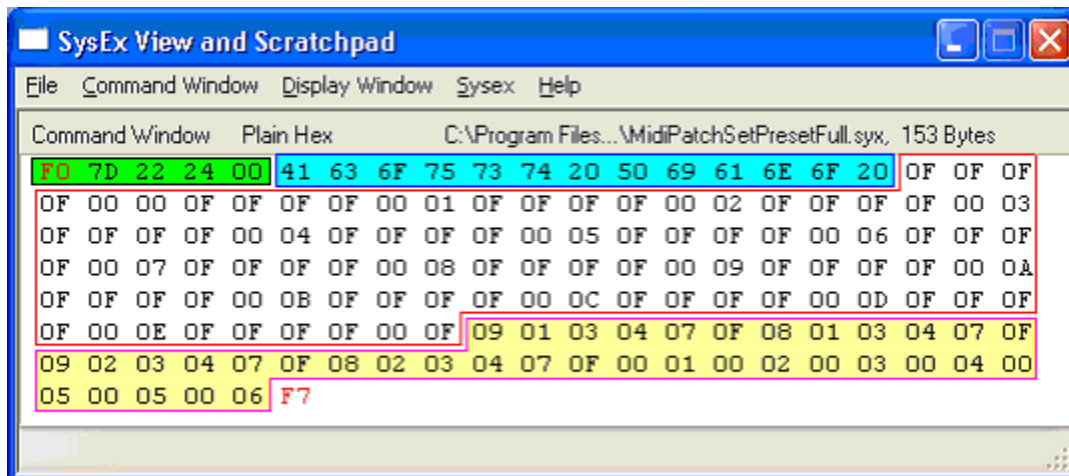 SysEx View and Scratchpad
File Command Window Display Window Sysex Help
Command Window Plain Hex C:\Program Files...\MidiPatchSetPresetFull.syx, 153 Bytes
F0 7D 22 24 00 41 63 6F 75 73 74 20 50 69 61 6E 6F 20 0F 0F 0F
0F 00 00 0F 0F 0F 0F 00 01 0F 0F 0F 0F 00 02 0F 0F 0F 0F 00 03
0F 0F 0F 0F 00 04 0F 0F 0F 0F 00 05 0F 0F 0F 0F 00 06 0F 0F 0F
0F 00 07 0F 0F 0F 0F 00 08 0F 0F 0F 0F 00 09 0F 0F 0F 0F 00 0A
0F 0F 0F 0F 00 0B 0F 0F 0F 0F 00 0C 0F 0F 0F 0F 00 0D 0F 0F 0F
0F 00 0E 0F 0F 0F 0F 00 0F 09 01 03 04 07 0F 08 01 03 04 07 0F
09 02 03 04 07 0F 08 02 03 04 07 0F 00 01 00 02 00 03 00 04 00
05 00 05 00 06 F7